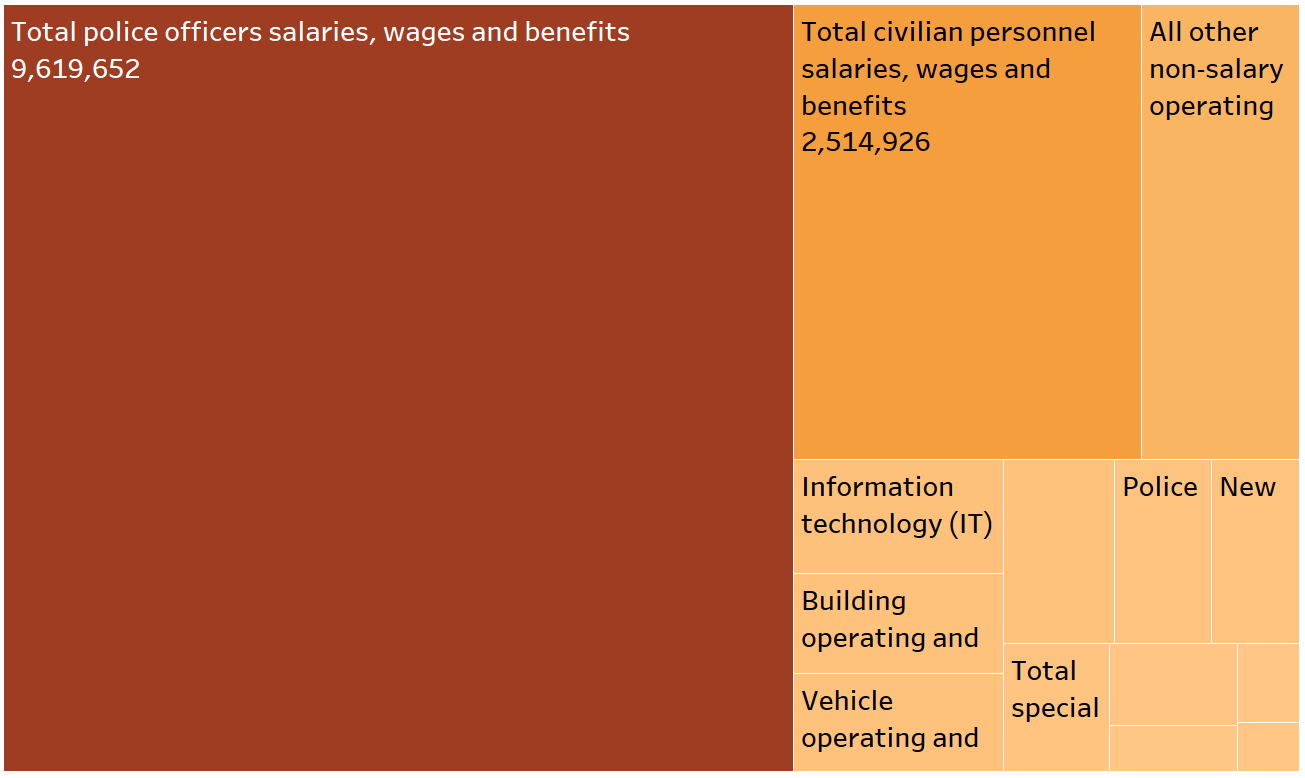 Total police officers salaries, wages and benefits
9,619,652
Total civilian personnel
salaries, wages and
benefits
2,514,926
All other
non-salary
operating
Information
technology (IT)
Police
New
Building
operating and
Total
special
Vehicle
operating and